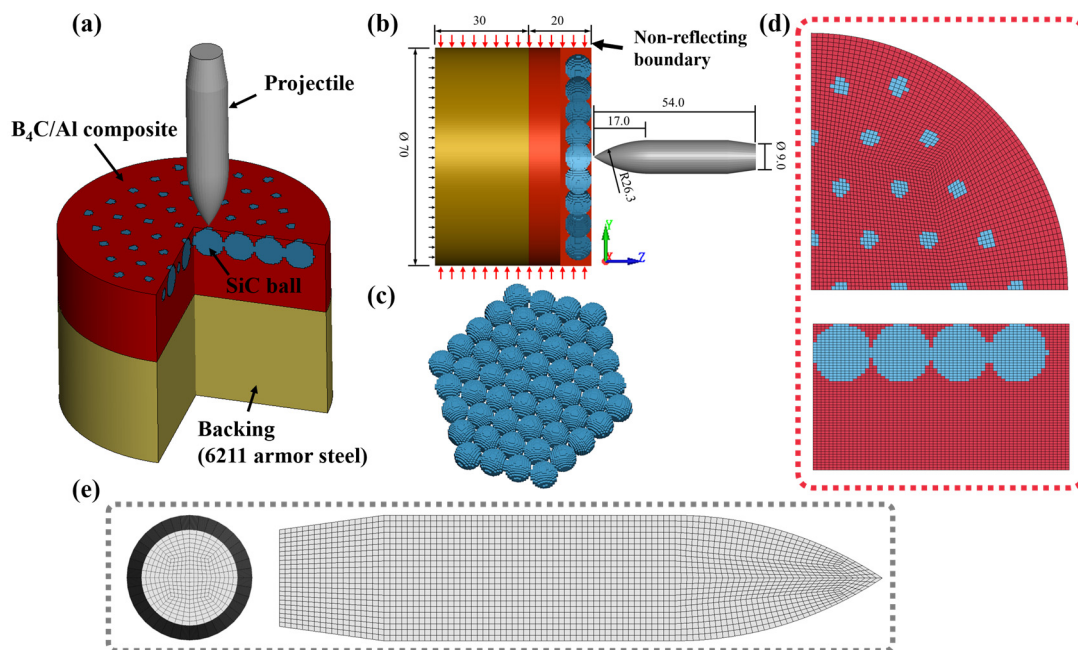 (a)
Projectile
B₄C/Al composite
SiC ball
Backing
(6211 armor steel)
(b)
30
20
Non-reflecting
boundary
54.0
17.0
Ø 70
Ø 9.0
R26.3
Y
X
Z
(c)
(d)
(e)